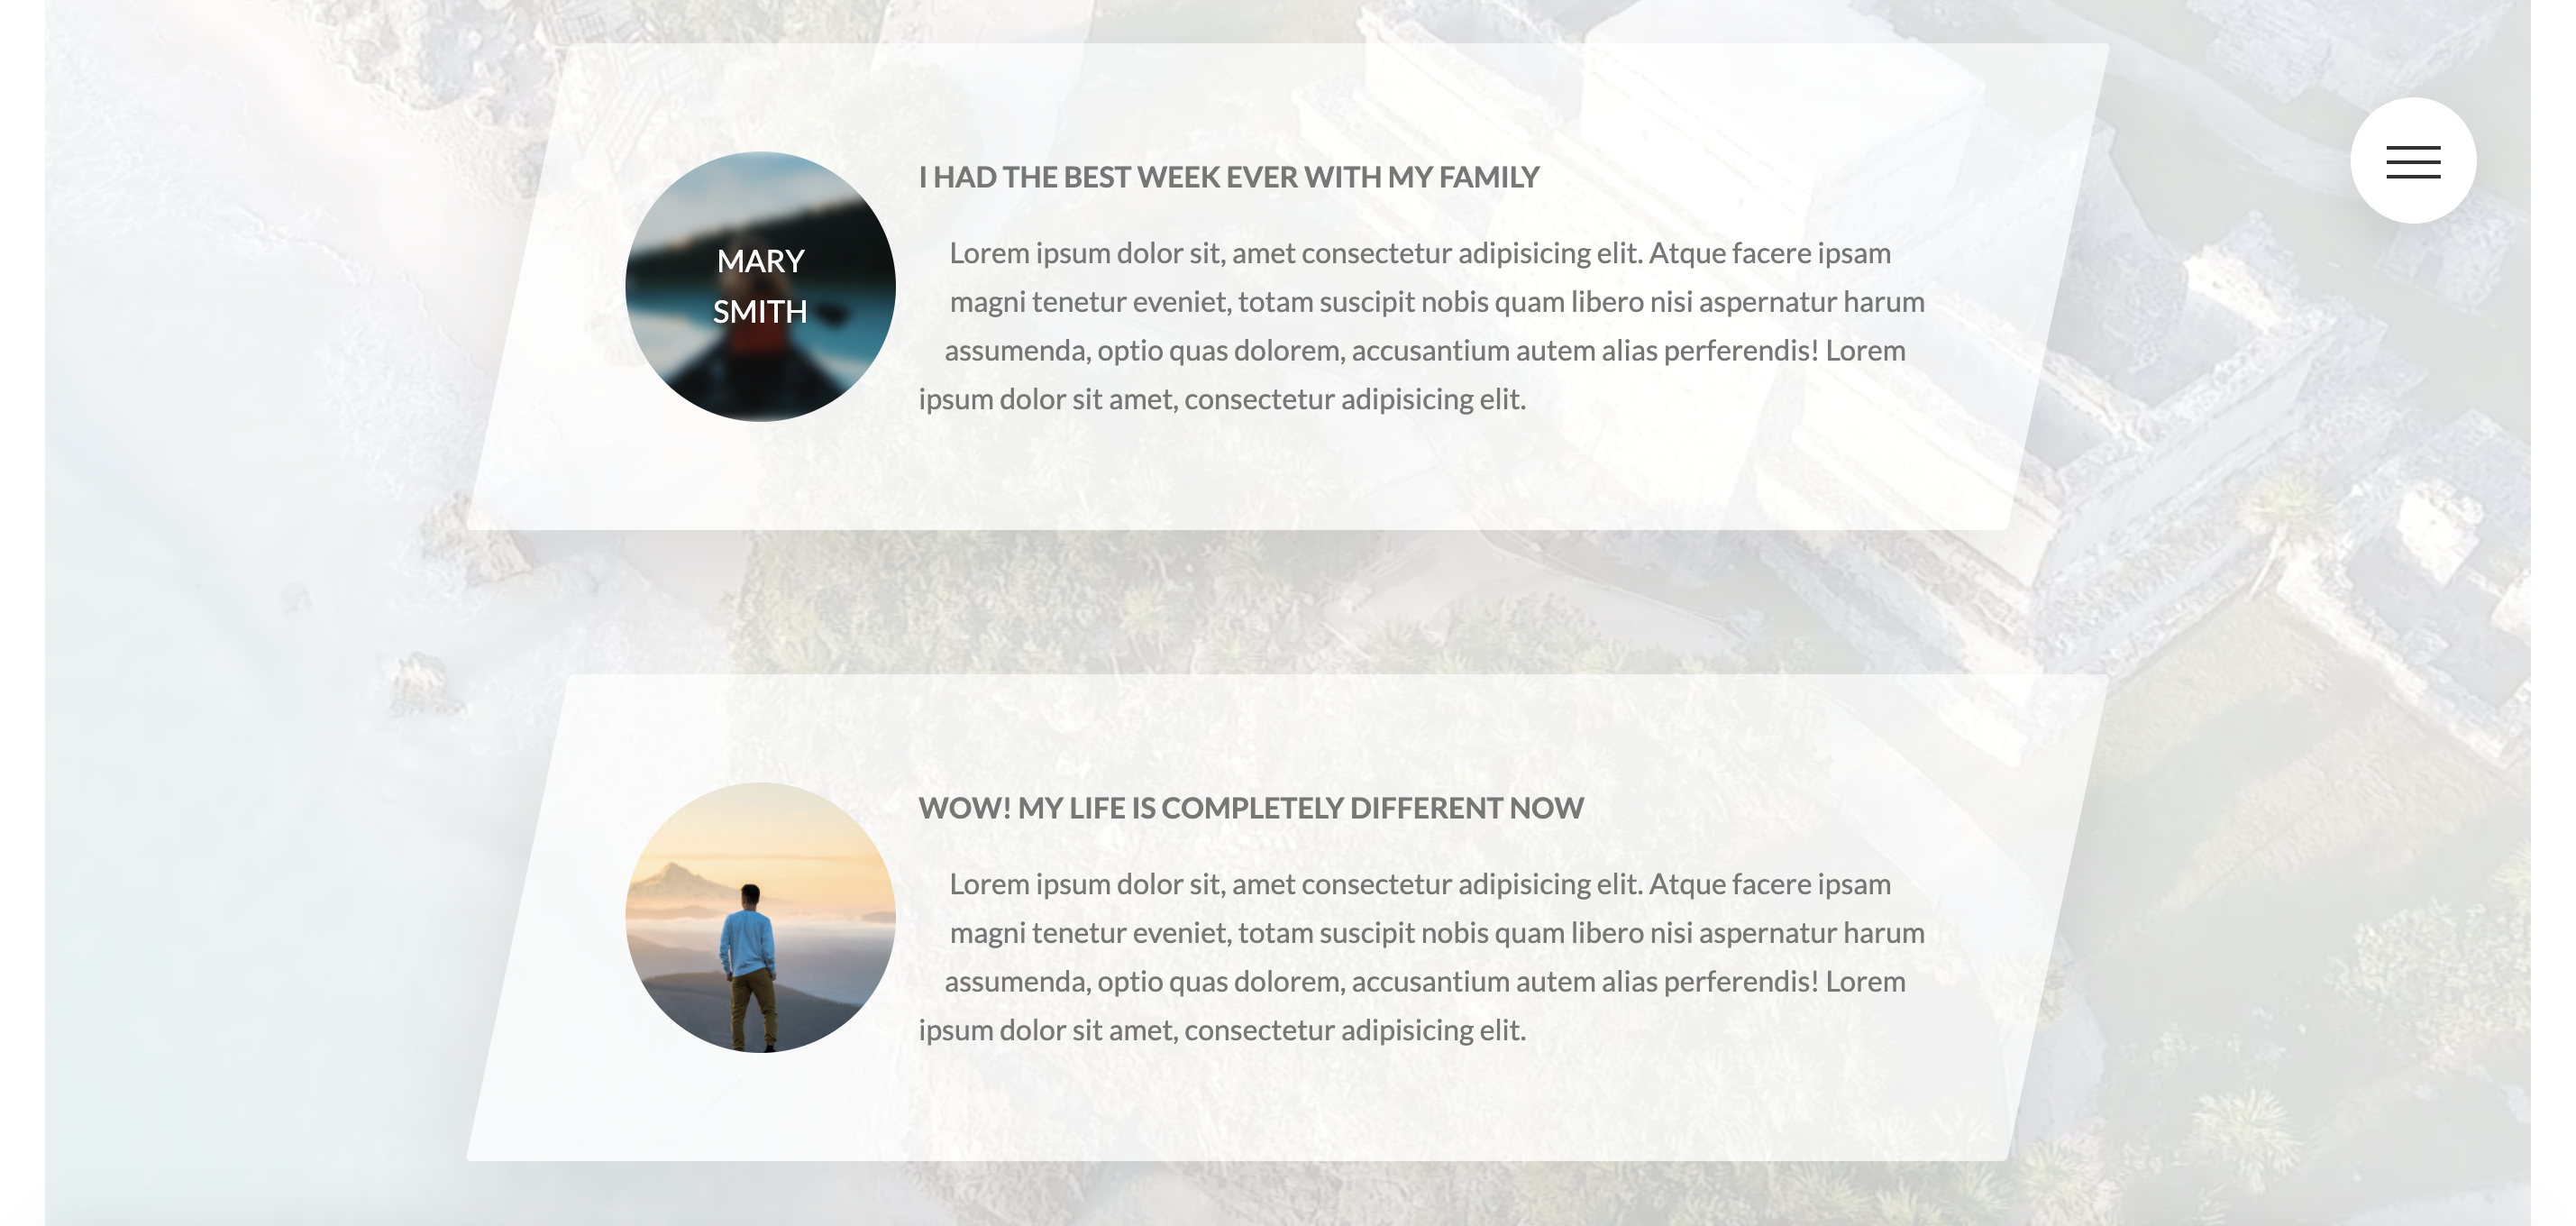 I HAD THE BEST WEEK EVER WITH MY FAMILY
MARY
SMITH
Lorem ipsum dolor sit, amet consectetur adipisicing elit. Atque facere ipsam
magni tenetur eveniet, totam suscipit nobis quam libero nisi aspernatur harum
assumenda, optio quas dolorem, accusantium autem alias perferendis! Lorem
ipsum dolor sit amet, consectetur adipisicing elit.
WOW! MY LIFE IS COMPLETELY DIFFERENT NOW
Lorem ipsum dolor sit, amet consectetur adipisicing elit. Atque facere ipsam
magni tenetur eveniet, totam suscipit nobis quam libero nisi aspernatur harum
assumenda, optio quas dolorem, accusantium autem alias perferendis! Lorem
ipsum dolor sit amet, consectetur adipisicing elit.